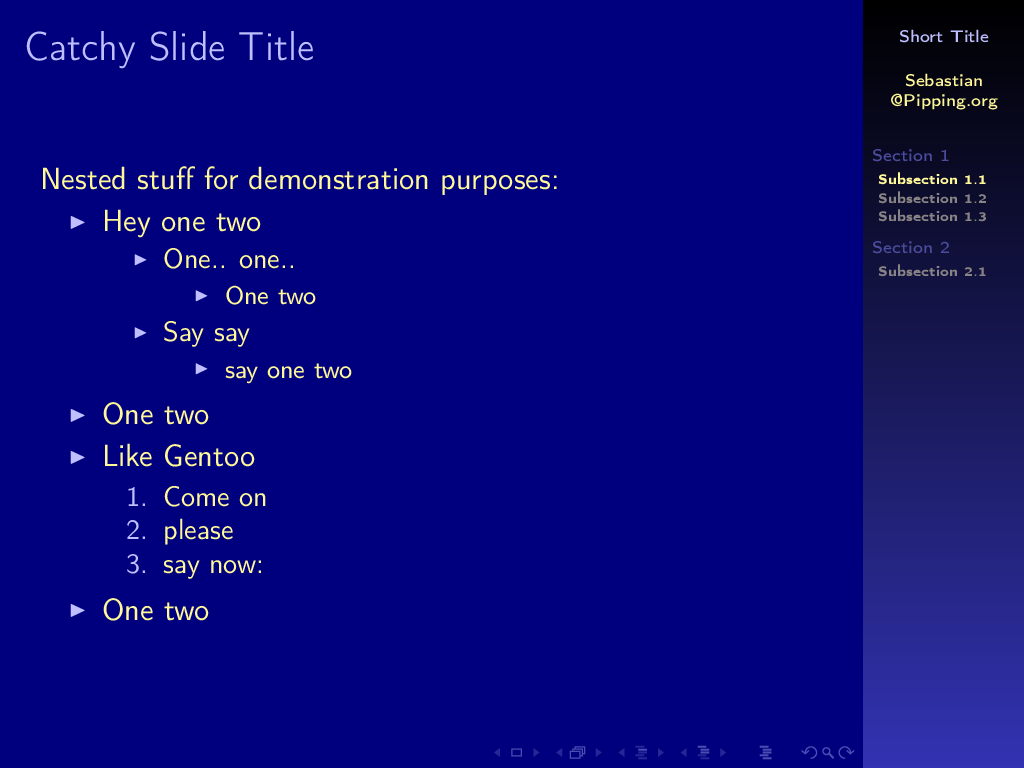 Catchy Slide Title
Nested stuff for demonstration purposes:
Hey one two
One.. one..
One two
Say say
say one two
One two
Like Gentoo
1. Come on
2. please
3. say now:
One two
Short Title
Sebastian
@Pipping.org
Section 1
Subsection 1.1
Subsection 1.2
Subsection 1.3
Section 2
Subsection 2.1